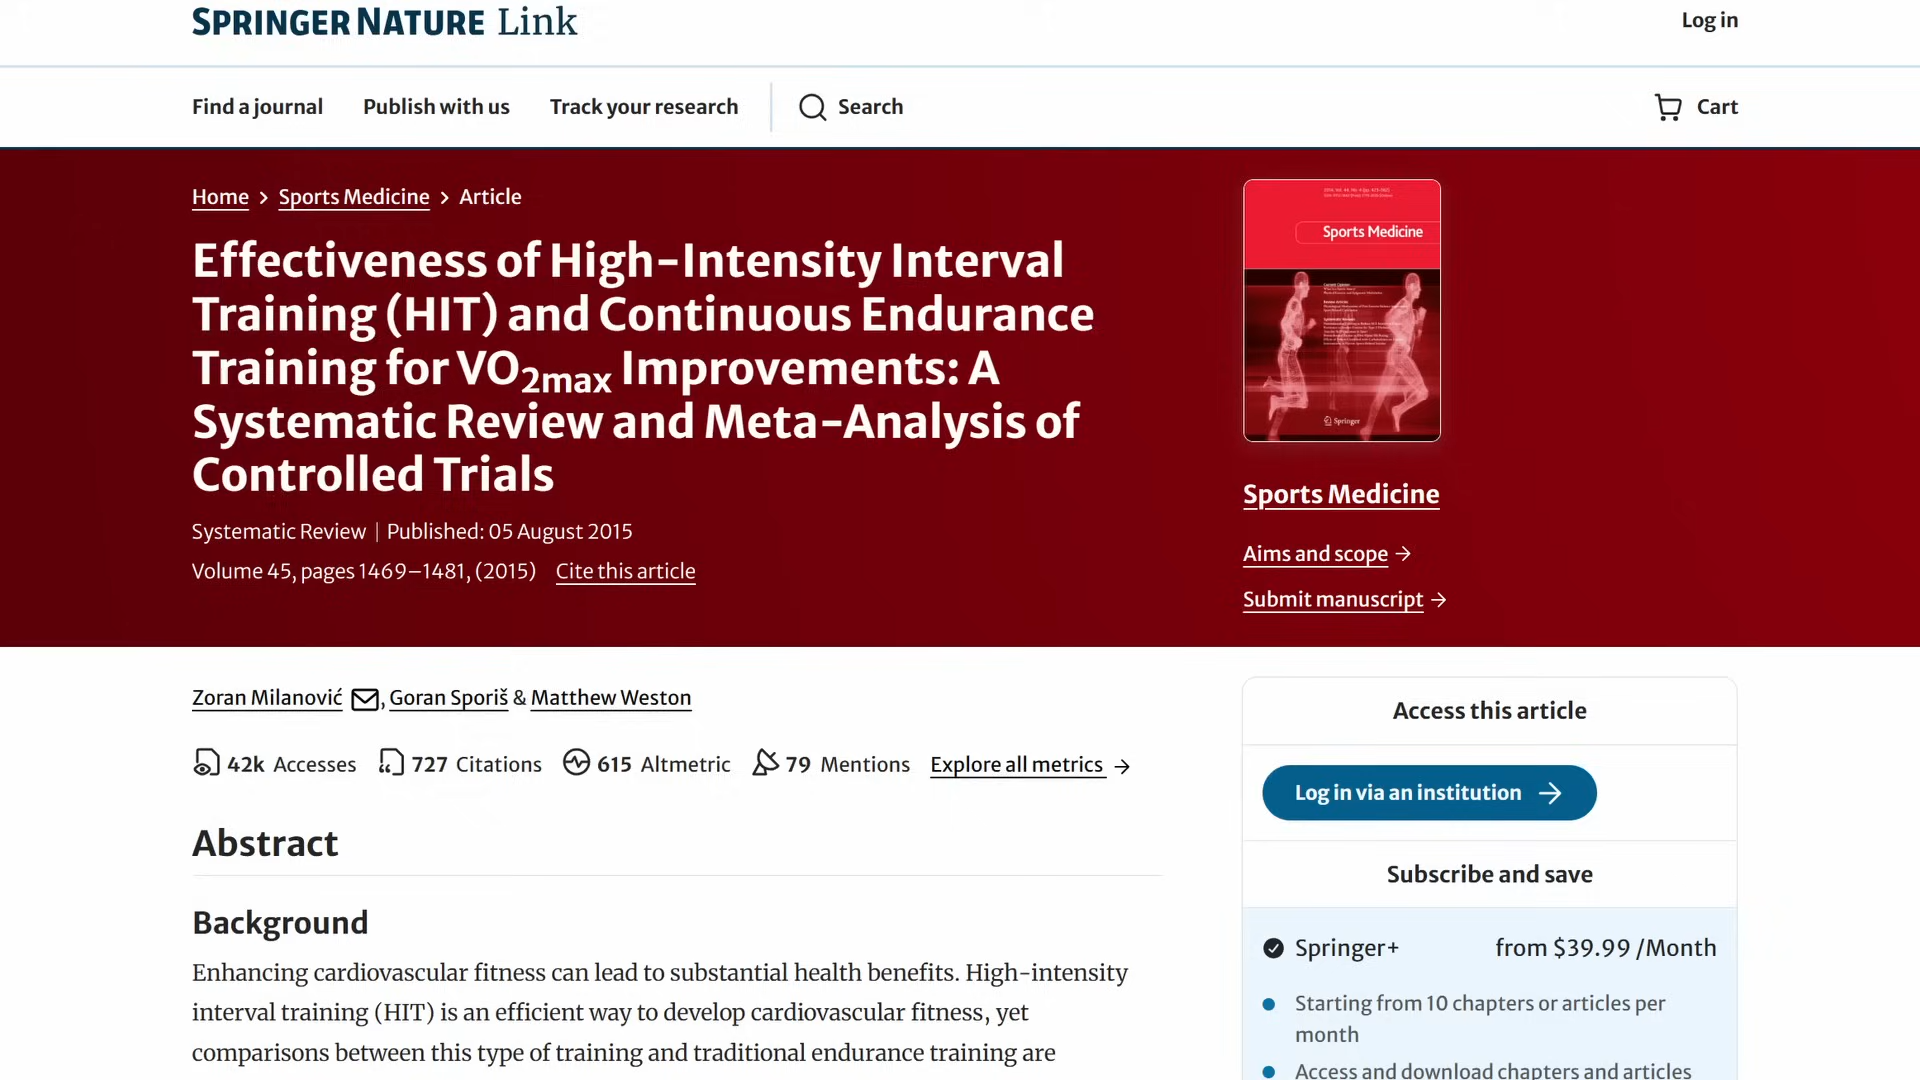 SPRINGER NATURE Link
Log in
Find a journal
Publish with us
Track your research
Search
Cart
Home > Sports Medicine > Article
Effectiveness of High-Intensity Interval
Training (HIT) and Continuous Endurance
Training for VO2max Improvements: A
Systematic Review and Meta-Analysis of
Controlled Trials
Systematic Review | Published: 05 August 2015
Volume 45, pages 1469–1481, (2015) Cite this article
Sports Medicine
Springer
Sports Medicine
Aims and scope →
Submit manuscript →
Zoran Milanović, Goran Sporiš & Matthew Weston
42k Accesses 727 Citations 615 Altmetric 79 Mentions Explore all metrics →
Abstract
Background
Enhancing cardiovascular fitness can lead to substantial health benefits. High-intensity
interval training (HIT) is an efficient way to develop cardiovascular fitness, yet
comparisons between this type of training and traditional endurance training are
Access this article
Log in via an institution →
Subscribe and save
Springer+ from $39.99 /Month
Starting from 10 chapters or articles per
month
Access and download chapters and articles